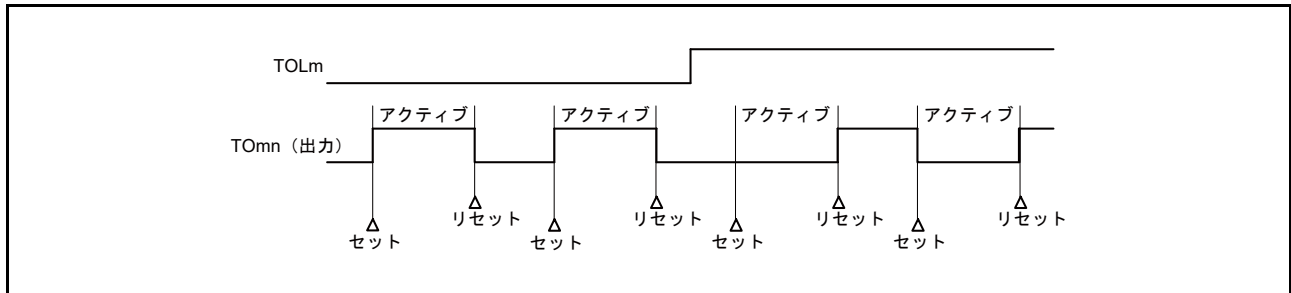 TOLm
アクティブ アクティブ アクティブ アクティブ
TOmn（出力）
リセット リセット リセット リセット
セット セット セット セット